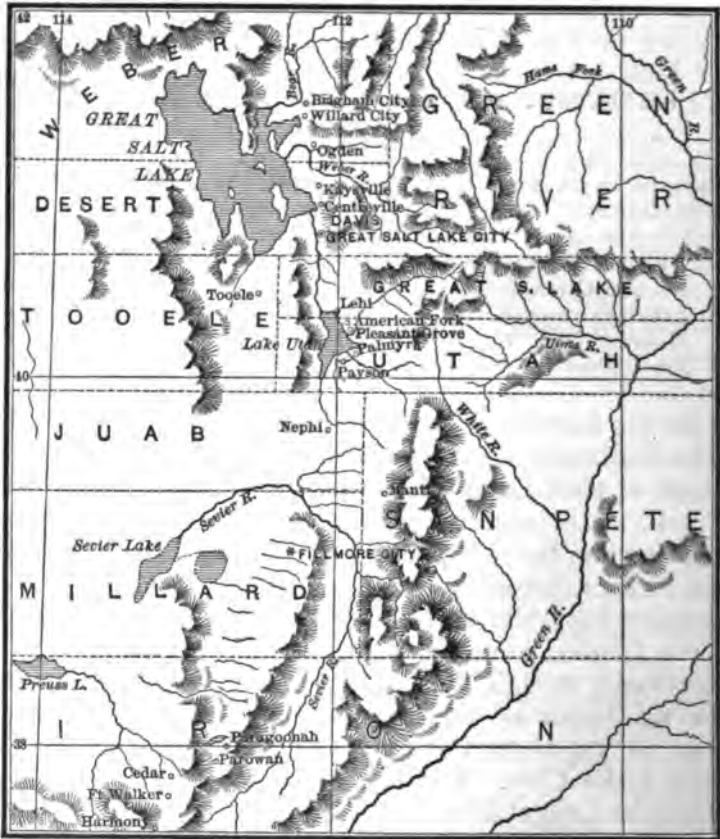 42 114 112 110
WEBER
GREAT
SALT
LAKE
Bear R.
Brigham City
Willard City
Ogden
Weber R.
Kaysville
Centreville
DAVIS
GREAT SALT LAKE CITY
GREEN
RIVER
Hams Fork
Green R.
DESERT
GREAT S. LAKE
Tooele
TOOELE
Lehi
American Fork
Pleasant Grove
Palmyra
Lake Utah
Payson
UTAH
Uinta R.
40
JUAB
Nephi
White R.
Manti
SAN PETE
Sevier R.
Sevier Lake
*FILLMORE CITY
MILLARD
Green R.
Preuss L.
Sevier R.
IRON
38
Paragoonah
Parowan
Cedar
Ft Walker
Harmony